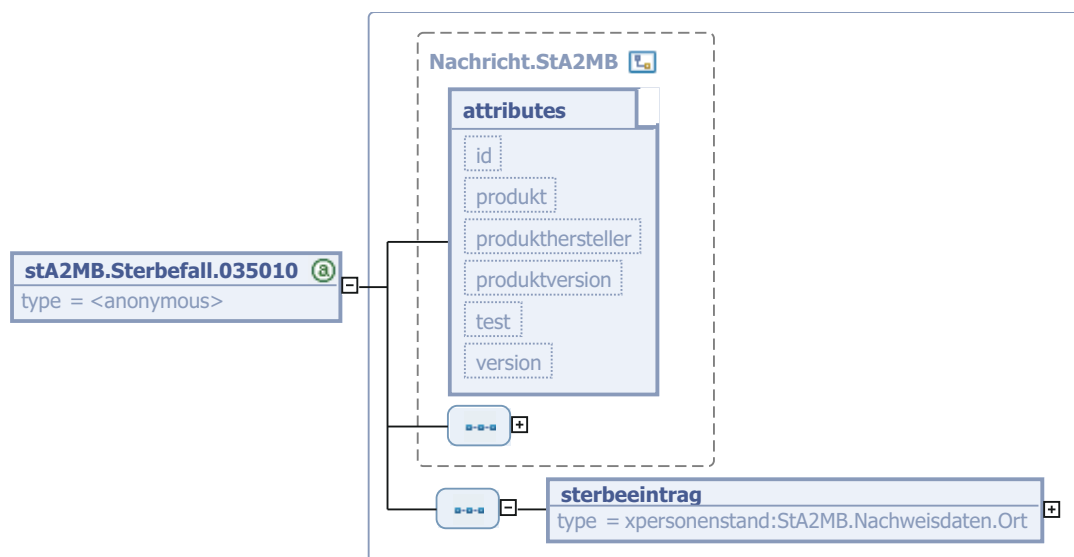 Nachricht.StA2MB
attributes
id
produkt
produkthersteller
produktversion
test
version
stA2MB.Sterbefall.035010
type = <anonymous>
sterbeeintrag
type = xpersonenstand:StA2MB.Nachweisdaten.Ort